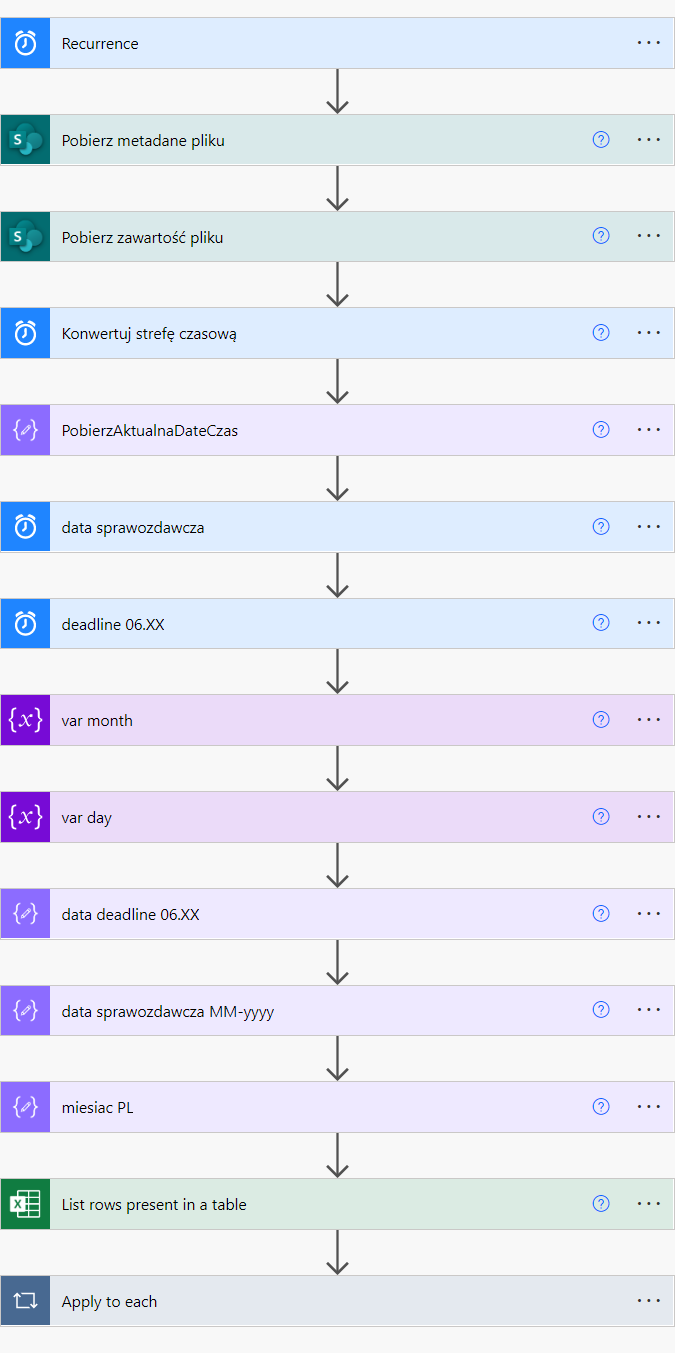 Recurrence
Pobierz metadane pliku
Pobierz zawartość pliku
Konwertuj strefę czasową
PobierzAktualnaDateCzas
data sprawozdawcza
deadline 06.XX
var month
var day
data deadline 06.XX
data sprawozdawcza MM-yyyy
miesiac PL
List rows present in a table
Apply to each